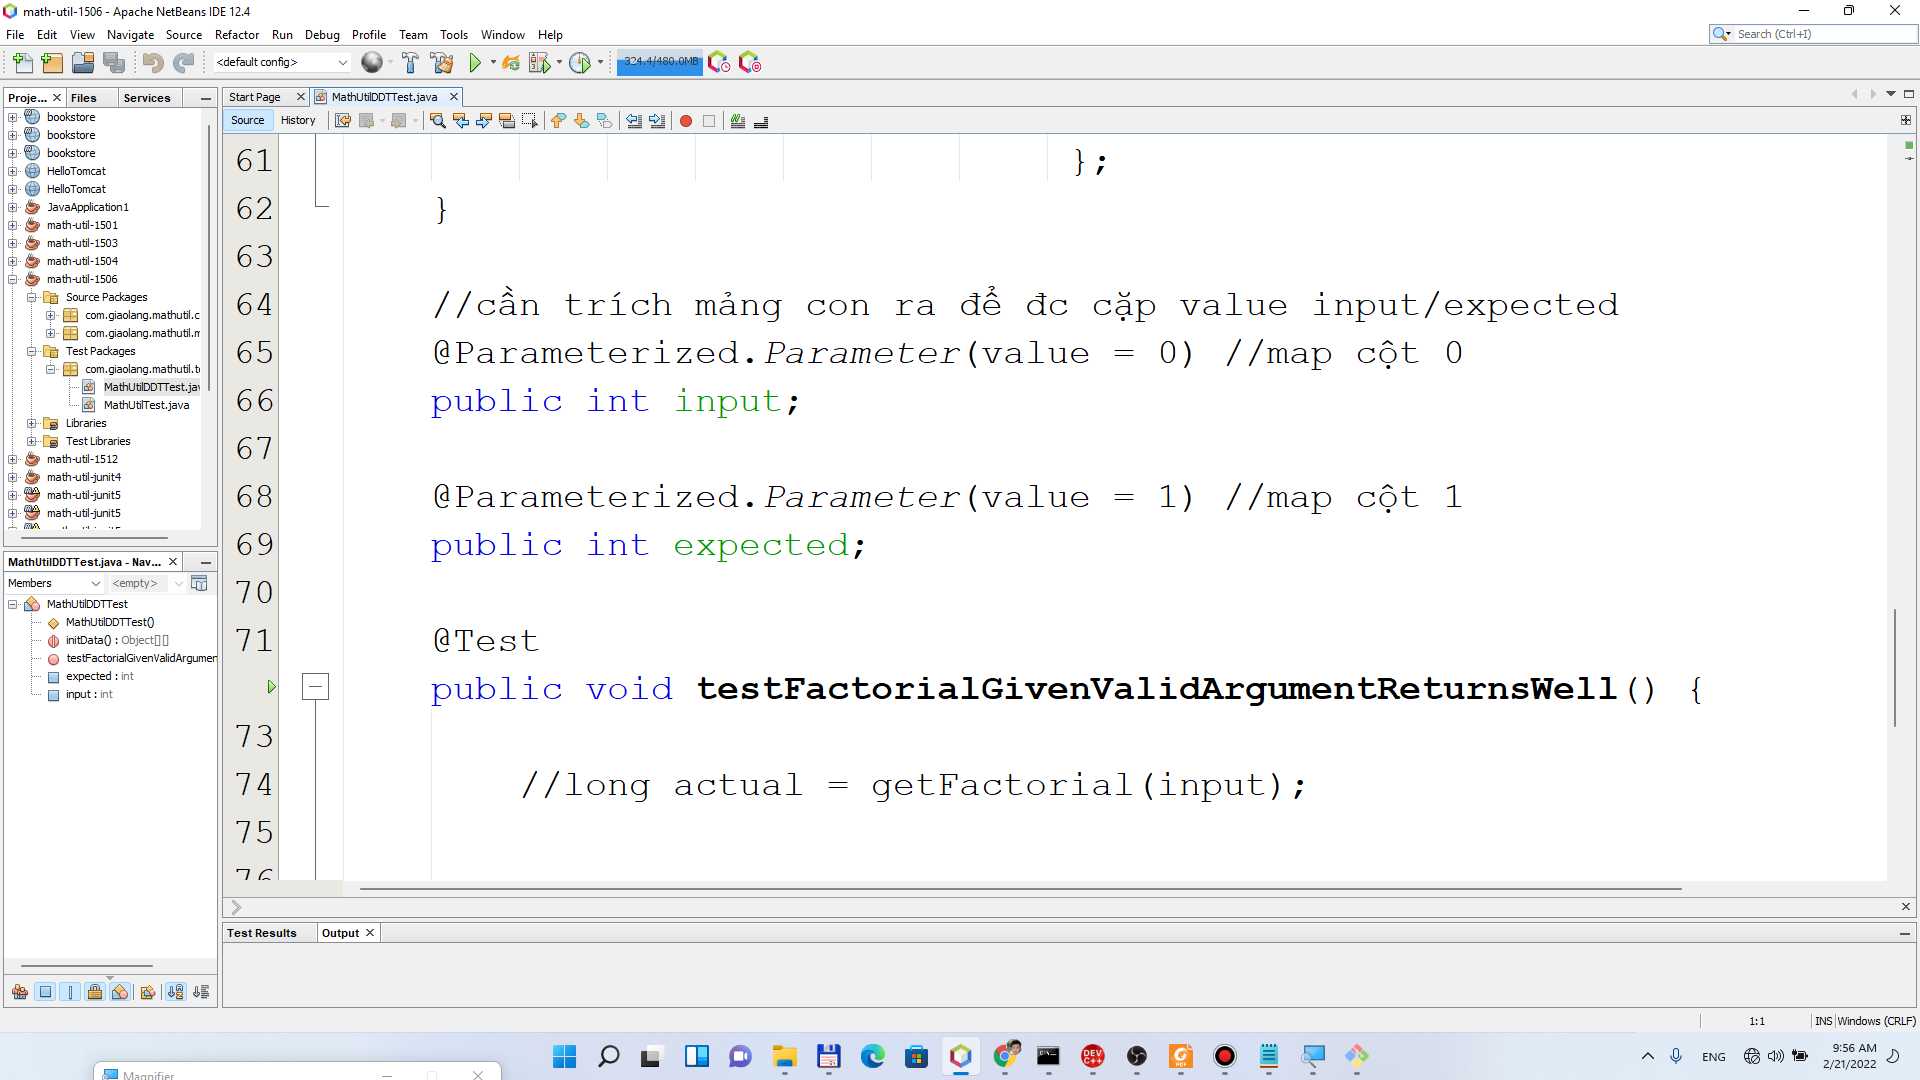 math-util-1506 - Apache NetBeans IDE 12.4
File Edit View Navigate Source Refactor Run Debug Profile Team Tools Window Help
Search (Ctrl+I)
<default config>
324.4/480.0MB
Proje... Files Services
Start Page MathUtilDDTTest.java
Source History
bookstore
bookstore
bookstore
HelloTomcat
HelloTomcat
JavaApplication1
math-util-1501
math-util-1503
math-util-1504
math-util-1506
Source Packages
com.giaolang.mathutil.c
com.giaolang.mathutil.m
Test Packages
com.giaolang.mathutil.te
MathUtilDDTTest.jav
MathUtilTest.java
Libraries
Test Libraries
math-util-1512
math-util-junit4
math-util-junit5
math-util-junit5
MathUtilDDTTest.java - Nav...
Members <empty>
MathUtilDDTTest
MathUtilDDTTest()
initData() : Object[][]
testFactorialGivenValidArgumen
expected : int
input : int
61 };
62 }
63
64 //cần trích mảng con ra để đc cặp value input/expected
65 @Parameterized.Parameter(value = 0) //map cột 0
66 public int input;
67
68 @Parameterized.Parameter(value = 1) //map cột 1
69 public int expected;
70
71 @Test
public void testFactorialGivenValidArgumentReturnsWell() {
73
74 //long actual = getFactorial(input);
75
76
Test Results Output
1:1 INS Windows (CRLF)
Magnifier
DEV C++
PDF
ENG
9:56 AM
2/21/2022